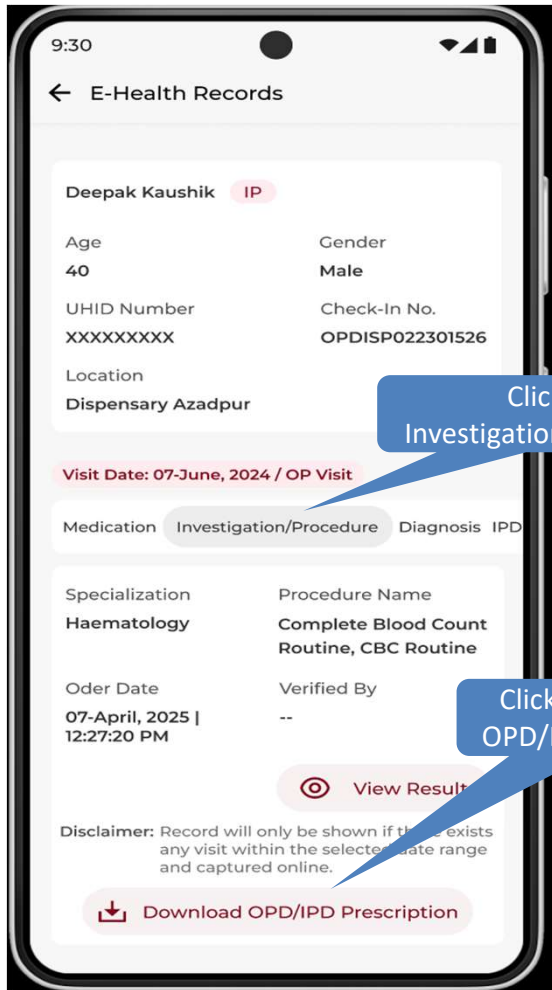 9:30
E-Health Records
Deepak Kaushik IP
Age Gender
40 Male
UHID Number Check-In No.
XXXXXXXXX OPDISP022301526
Location
Dispensary Azadpur
Clic
Investigation
Visit Date: 07-June, 2024 / OP Visit
Medication Investigation/Procedure Diagnosis IPD
Specialization Procedure Name
Haematology Complete Blood Count
Routine, CBC Routine
Oder Date Verified By
07-April, 2025 | --
12:27:20 PM
Click
OPD/I
View Result
Disclaimer: Record will only be shown if exists
any visit within the selected date range
and captured online.
Download OPD/IPD Prescription